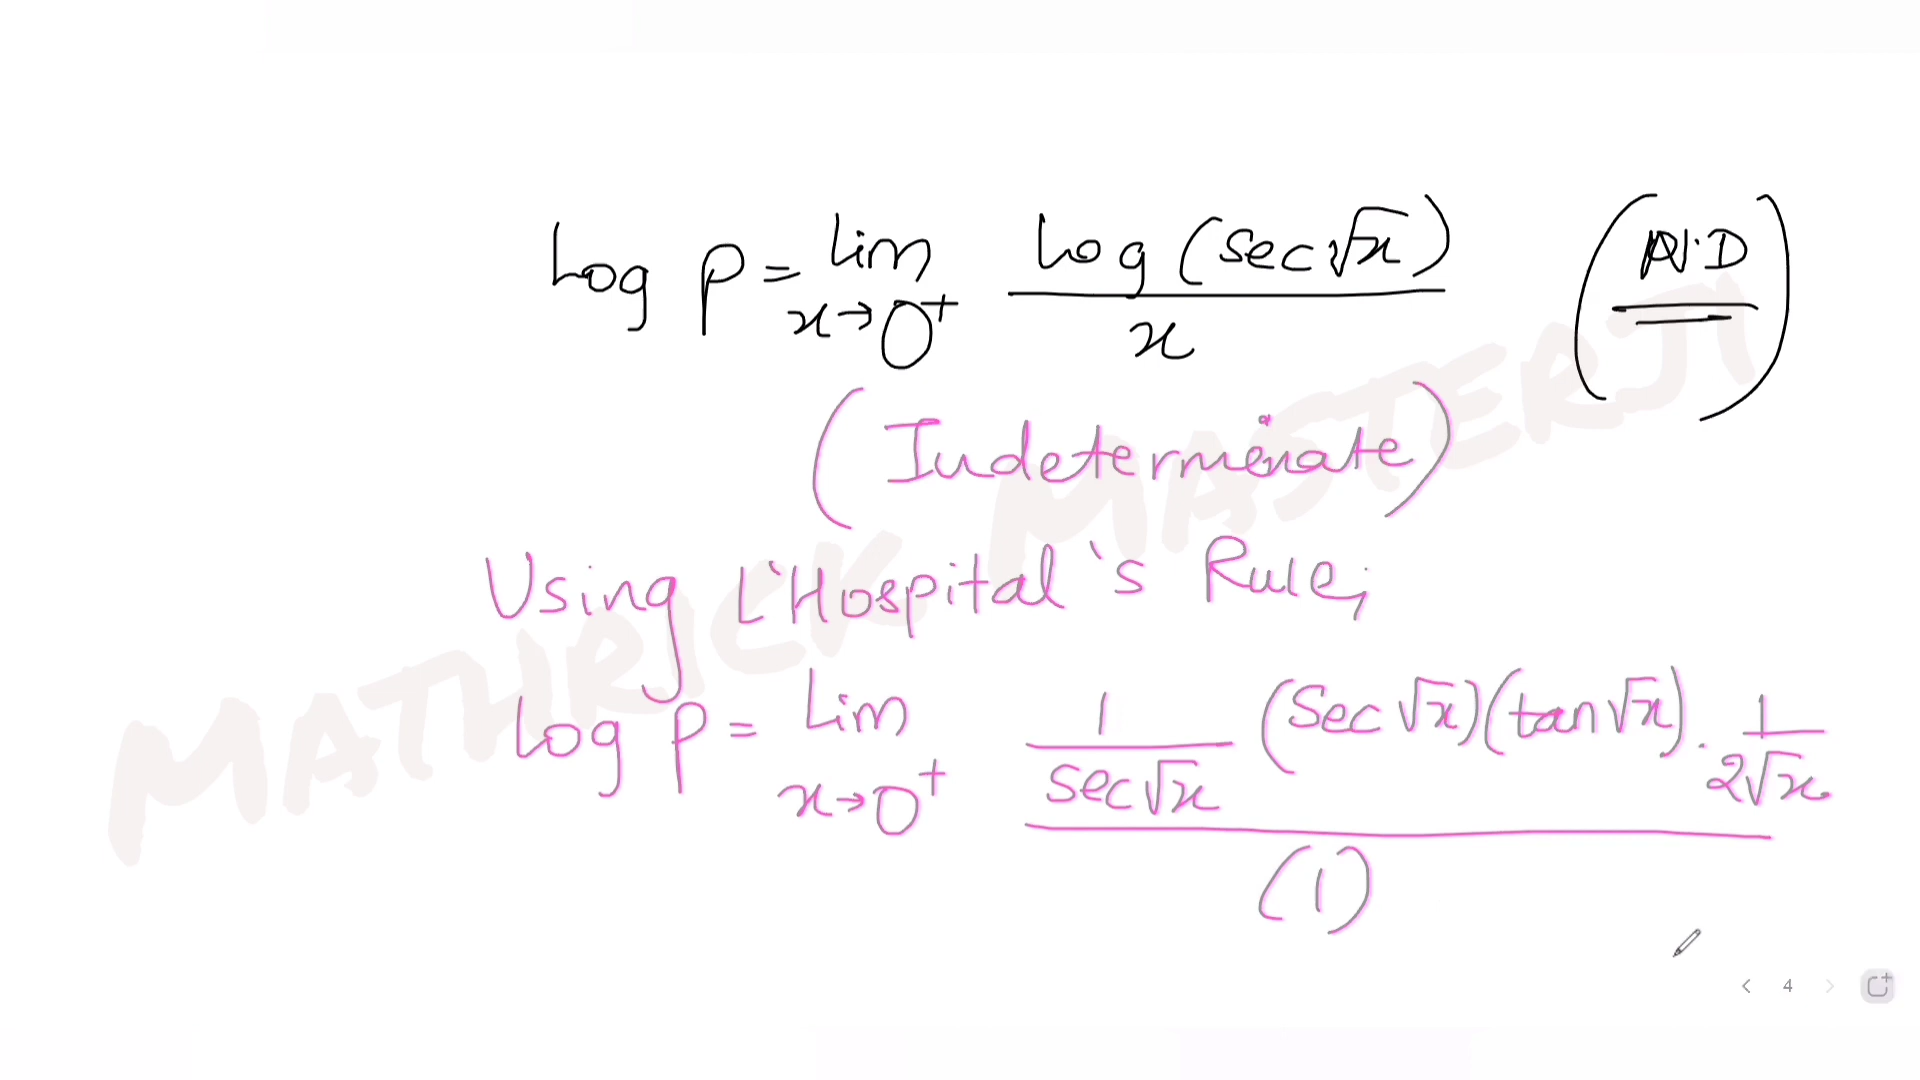 log p = lim x→0⁺ log (sec√x) / x (N.D)
(Indeterminate)
Using L'Hospital's Rule,
log p = lim x→0⁺ 1/sec√x (sec√x)(tan√x) . 1/2√x / (1)
MATHRICK MASTERJI
4